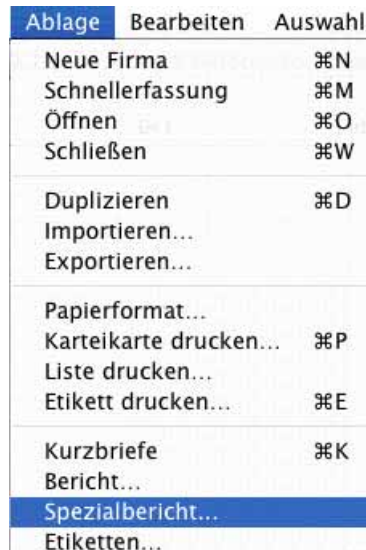 Ablage Bearbeiten Auswahl
Neue Firma ⌘N
Schnellerfassung ⌘M
Öffnen ⌘O
Schließen ⌘W
Duplizieren ⌘D
Importieren...
Exportieren...
Papierformat...
Karteikarte drucken... ⌘P
Liste drucken...
Etikett drucken... ⌘E
Kurzbriefe ⌘K
Bericht...
Spezialbericht...
Etiketten...